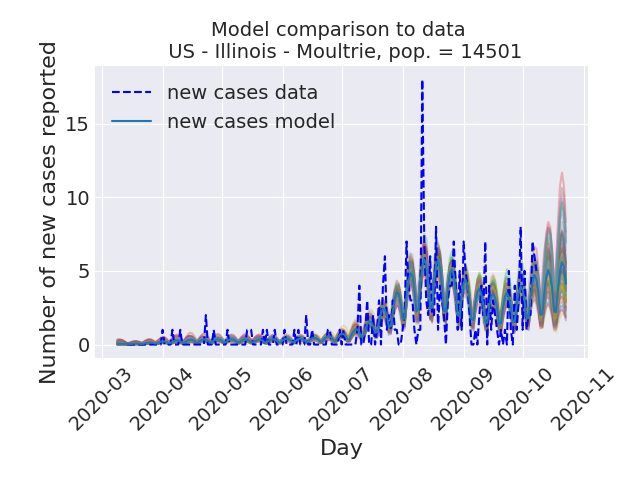 Model comparison to data
US - Illinois - Moultrie, pop. = 14501
Number of new cases reported
new cases data
new cases model
15
10
5
0
2020-03
2020-04
2020-05
2020-06
2020-07
2020-08
2020-09
2020-10
2020-11
Day